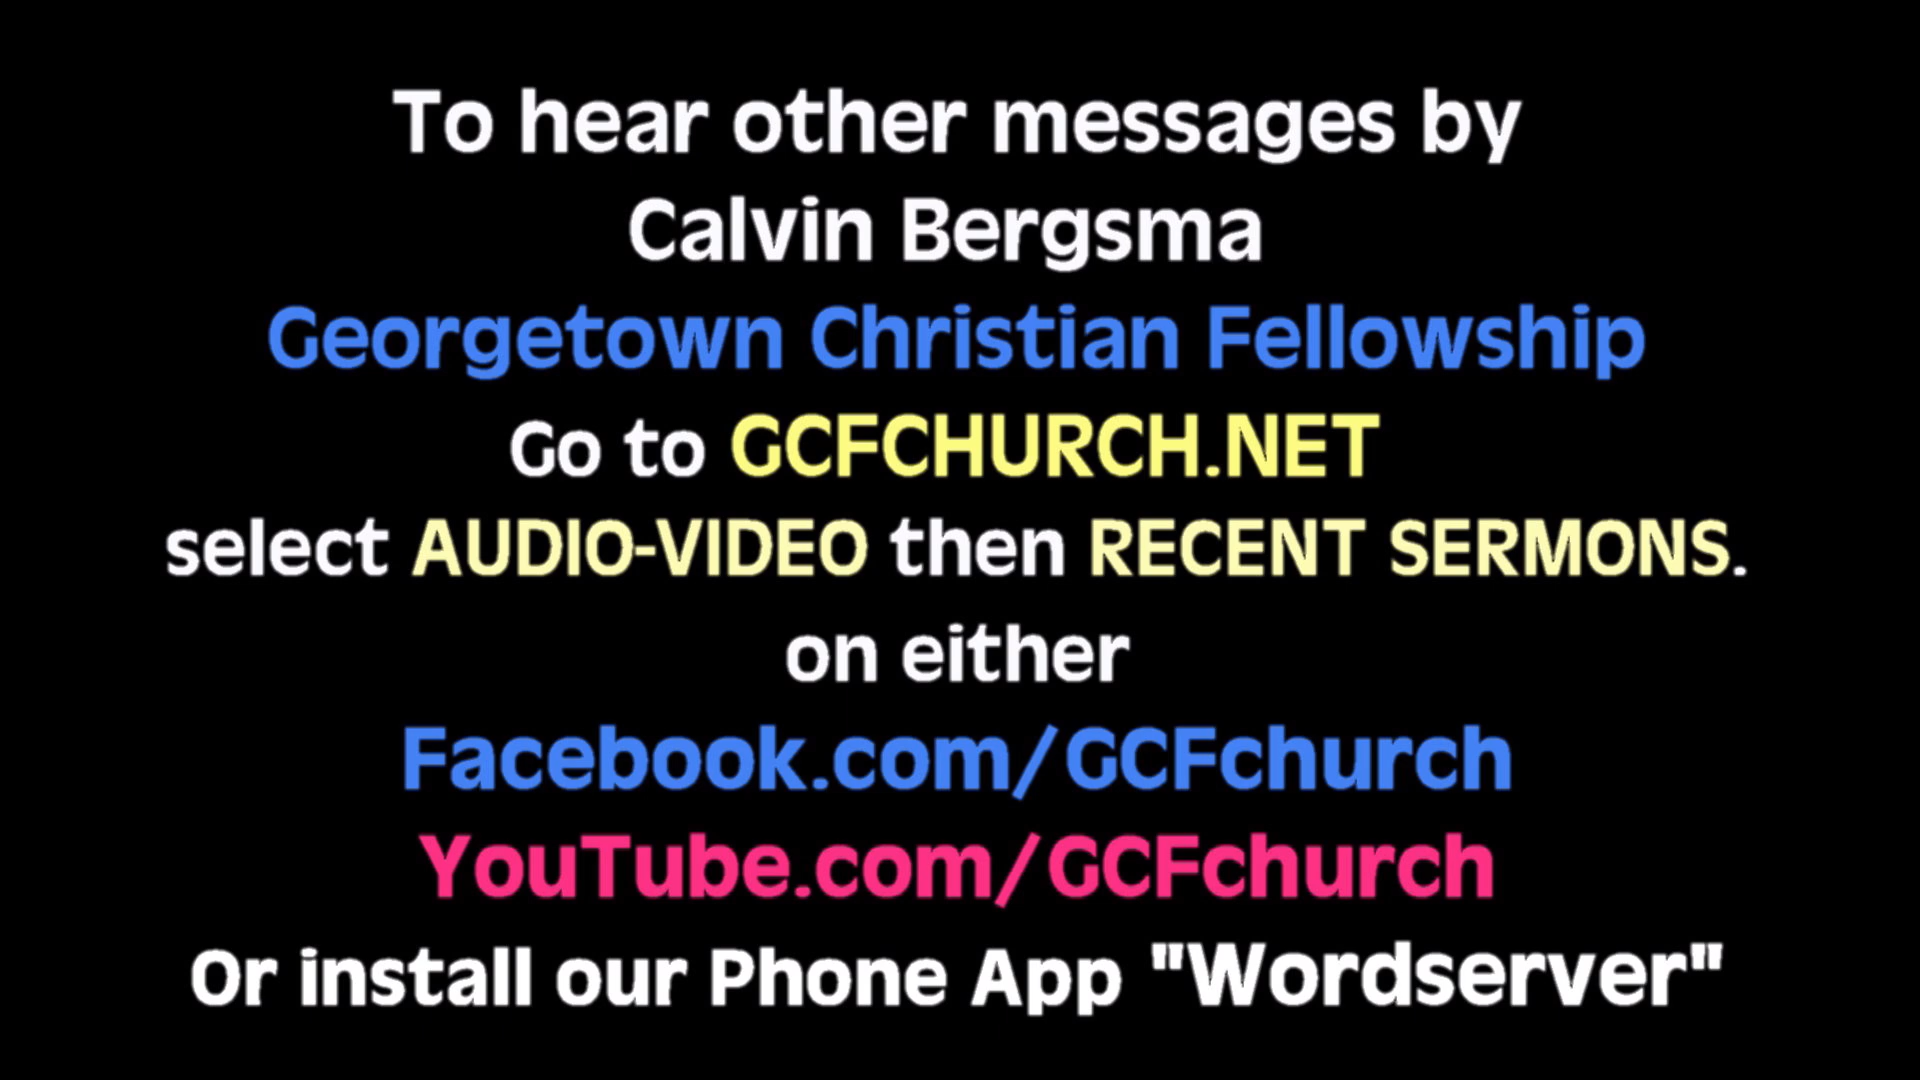 To hear other messages by
Calvin Bergsma
Georgetown Christian Fellowship
Go to GCFCHURCH.NET
select AUDIO-VIDEO then RECENT SERMONS.
on either
Facebook.com/GCFchurch
YouTube.com/GCFchurch
Or install our Phone App "Wordserver"